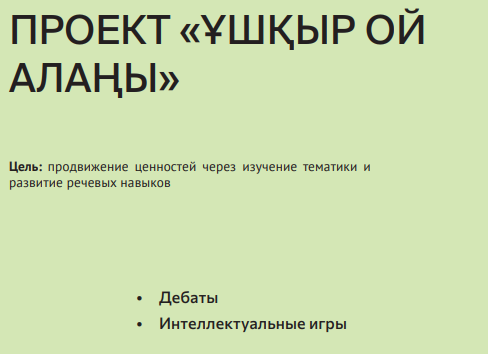 ПРОЕКТ «ҰШҚЫР ОЙ
АЛАҢЫ»
Цель: продвижение ценностей через изучение тематики и
развитие речевых навыков
• Дебаты
• Интеллектуальные игры